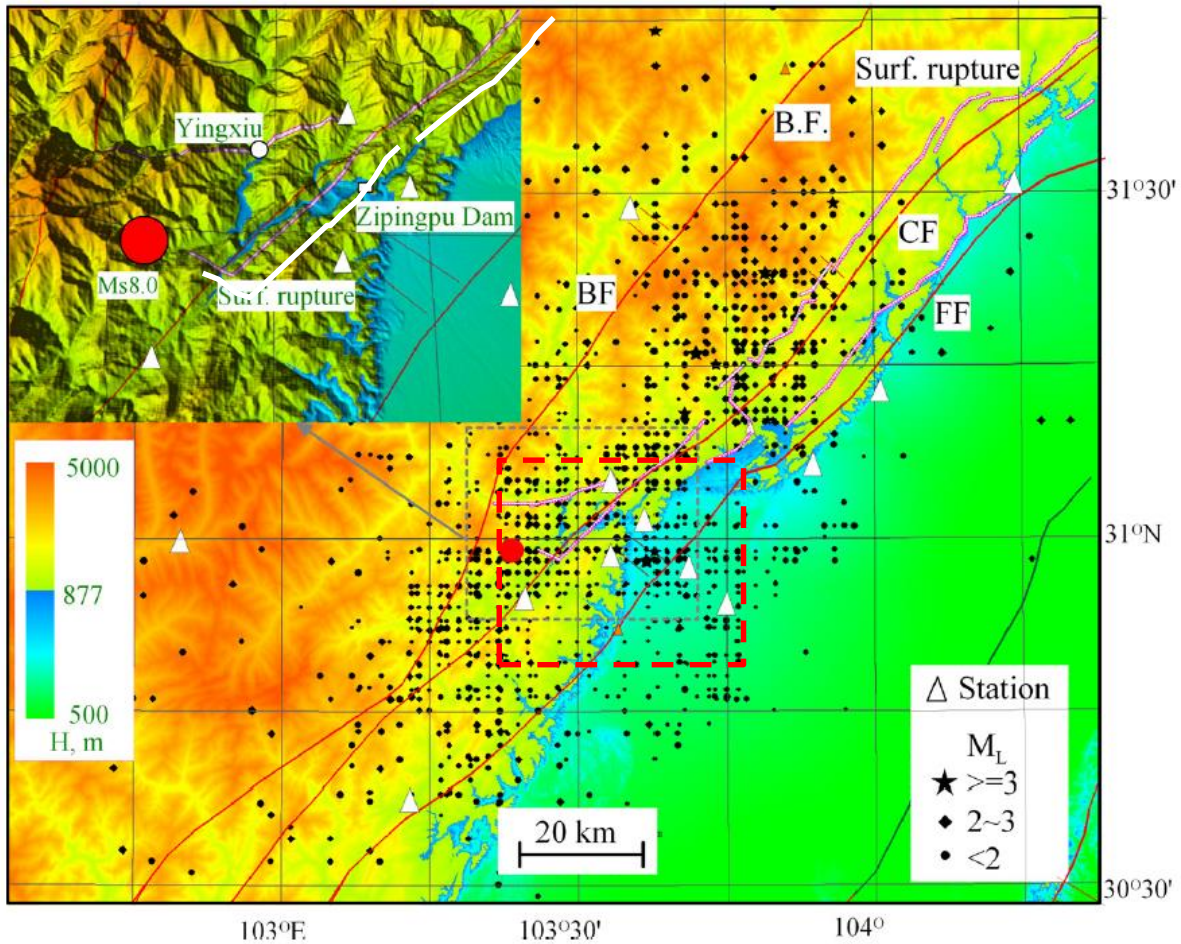 Surf. rupture
Yingxiu
B.F.
31°30'
Zipingpu Dam
CF
Ms8.0
Surf. rupture
BF
FF
5000
31°N
877
500
H, m
Station
M_L
>=3
2~3
<2
20 km
30°30'
103°E
103°30'
104°